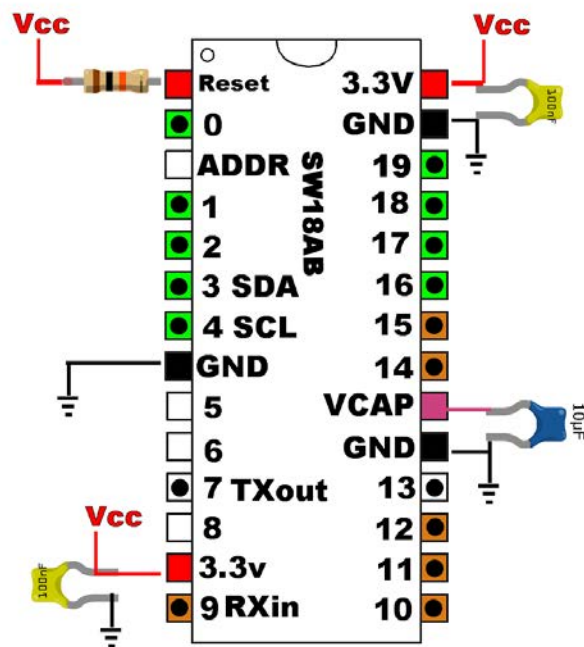 Vcc
Vcc
Reset
3.3V
100nF
0
GND
ADDR
19
SW18AB
1
18
2
17
3 SDA
16
4 SCL
15
GND
14
5
VCAP
10µF
6
GND
7 TXout
13
8
12
Vcc
3.3v
11
100nF
9 RXin
10